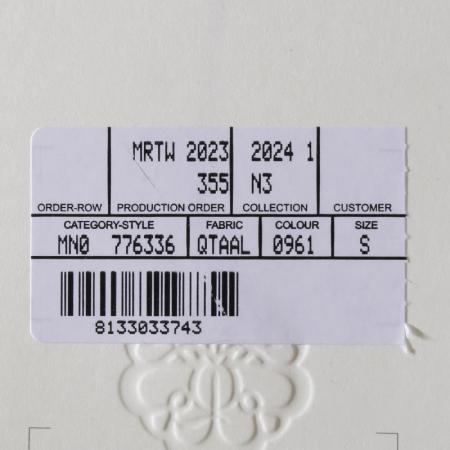 MRTW 2023 2024 1
355 N3
ORDER-ROW PRODUCTION ORDER COLLECTION CUSTOMER
CATEGORY-STYLE FABRIC COLOUR SIZE
MN0 776336 QTAAL 0961 S
8133033743